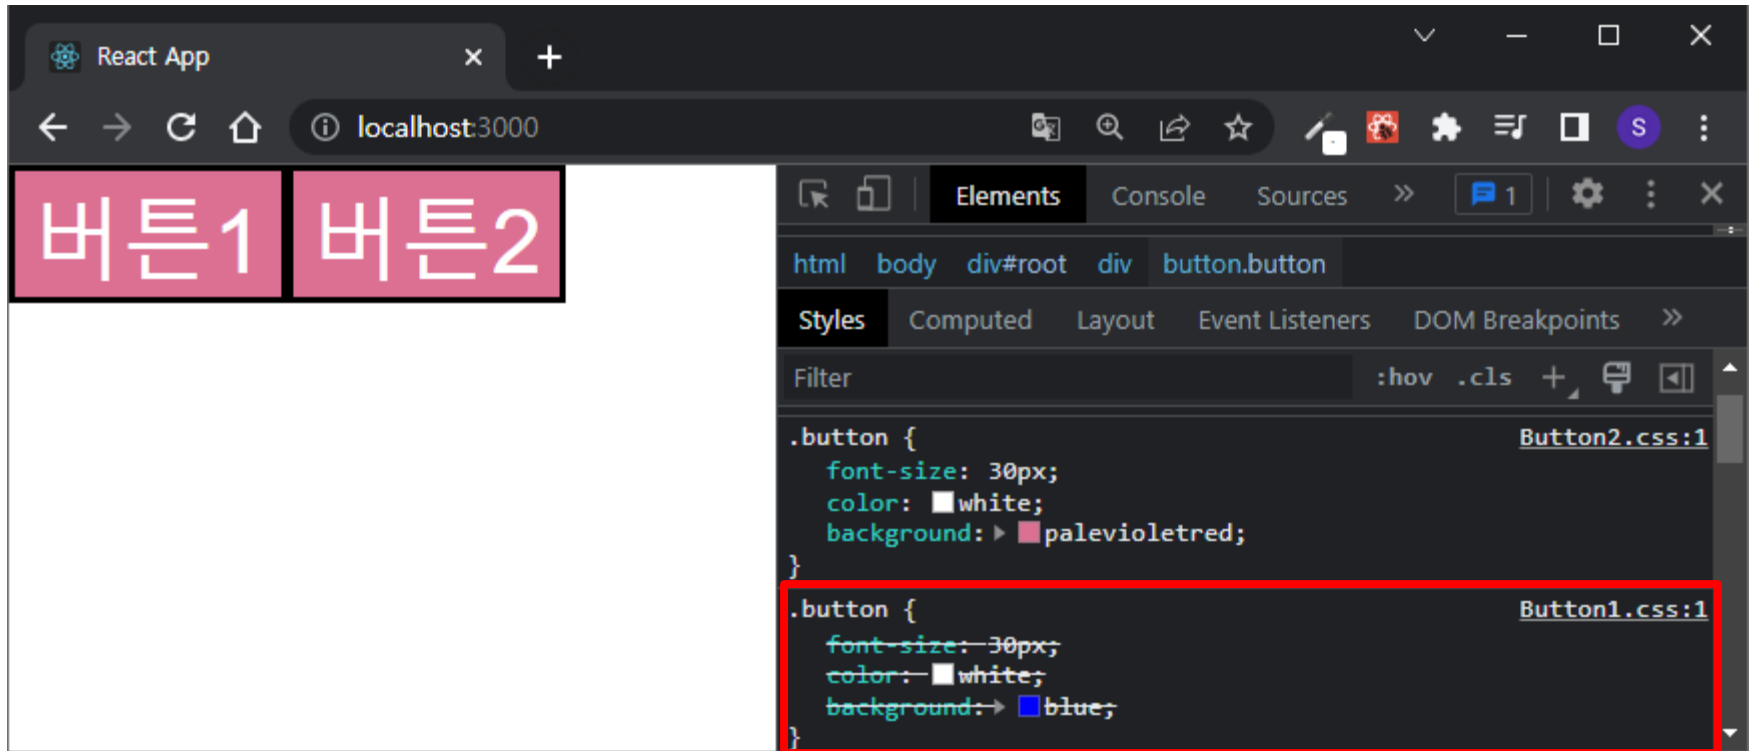 React App
localhost:3000
S
버튼1 버튼2
Elements Console Sources » 1
html body div#root div button.button
Styles Computed Layout Event Listeners DOM Breakpoints »
Filter :hov .cls +
.button { Button2.css:1
font-size: 30px;
color: white;
background: palevioletred;
}
.button { Button1.css:1
font-size: 30px;
color: white;
background: blue;
}